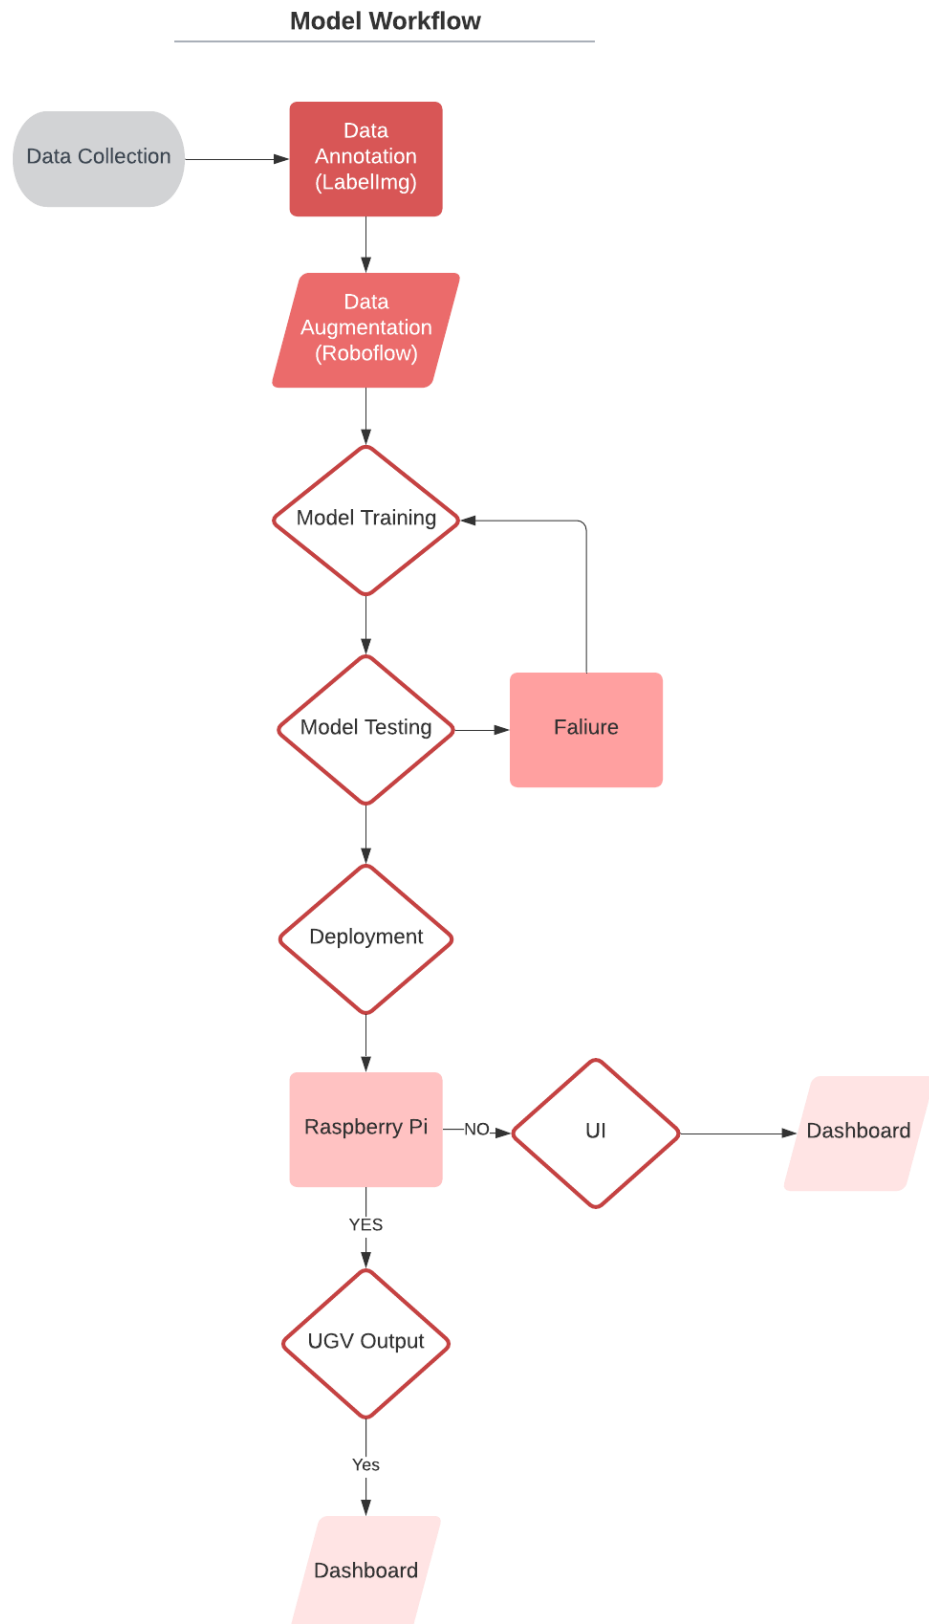 Model Workflow
Data Collection
Data
Annotation
(LabelImg)
Data
Augmentation
(Roboflow)
Model Training
Model Testing
Faliure
Deployment
Raspberry Pi
NO
UI
Dashboard
YES
UGV Output
Yes
Dashboard